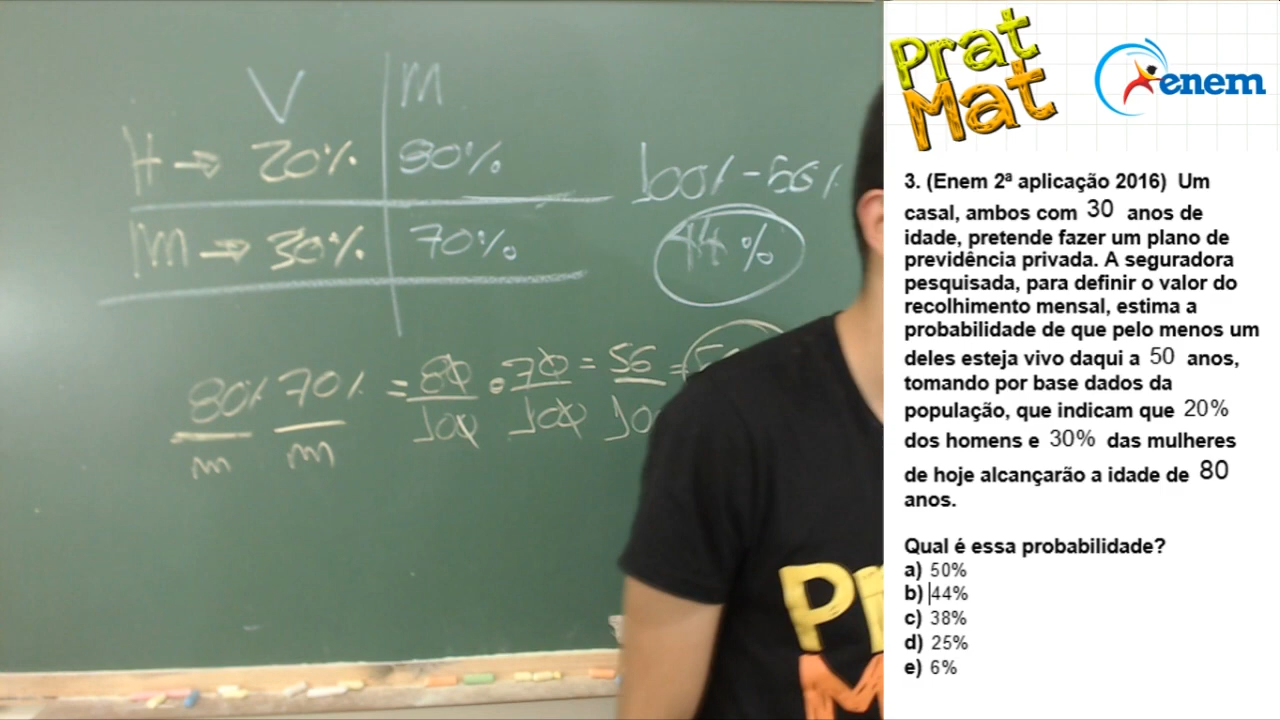 V M
H → 20% 80%
M → 30% 70%
100% - 56%
44%
80% 70% = 80/100 · 70/100 = 56/100 =
m m
Prat
Mat
enem
3. (Enem 2ª aplicação 2016) Um
casal, ambos com 30 anos de
idade, pretende fazer um plano de
previdência privada. A seguradora
pesquisada, para definir o valor do
recolhimento mensal, estima a
probabilidade de que pelo menos um
deles esteja vivo daqui a 50 anos,
tomando por base dados da
população, que indicam que 20%
dos homens e 30% das mulheres
de hoje alcançarão a idade de 80
anos.
Qual é essa probabilidade?
a) 50%
b) 44%
c) 38%
d) 25%
e) 6%